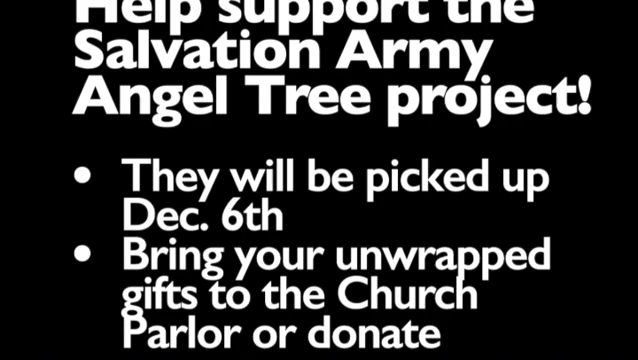 Help support the
Salvation Army
Angel Tree project!
• They will be picked up
Dec. 6th
• Bring your unwrapped
gifts to the Church
Parlor or donate